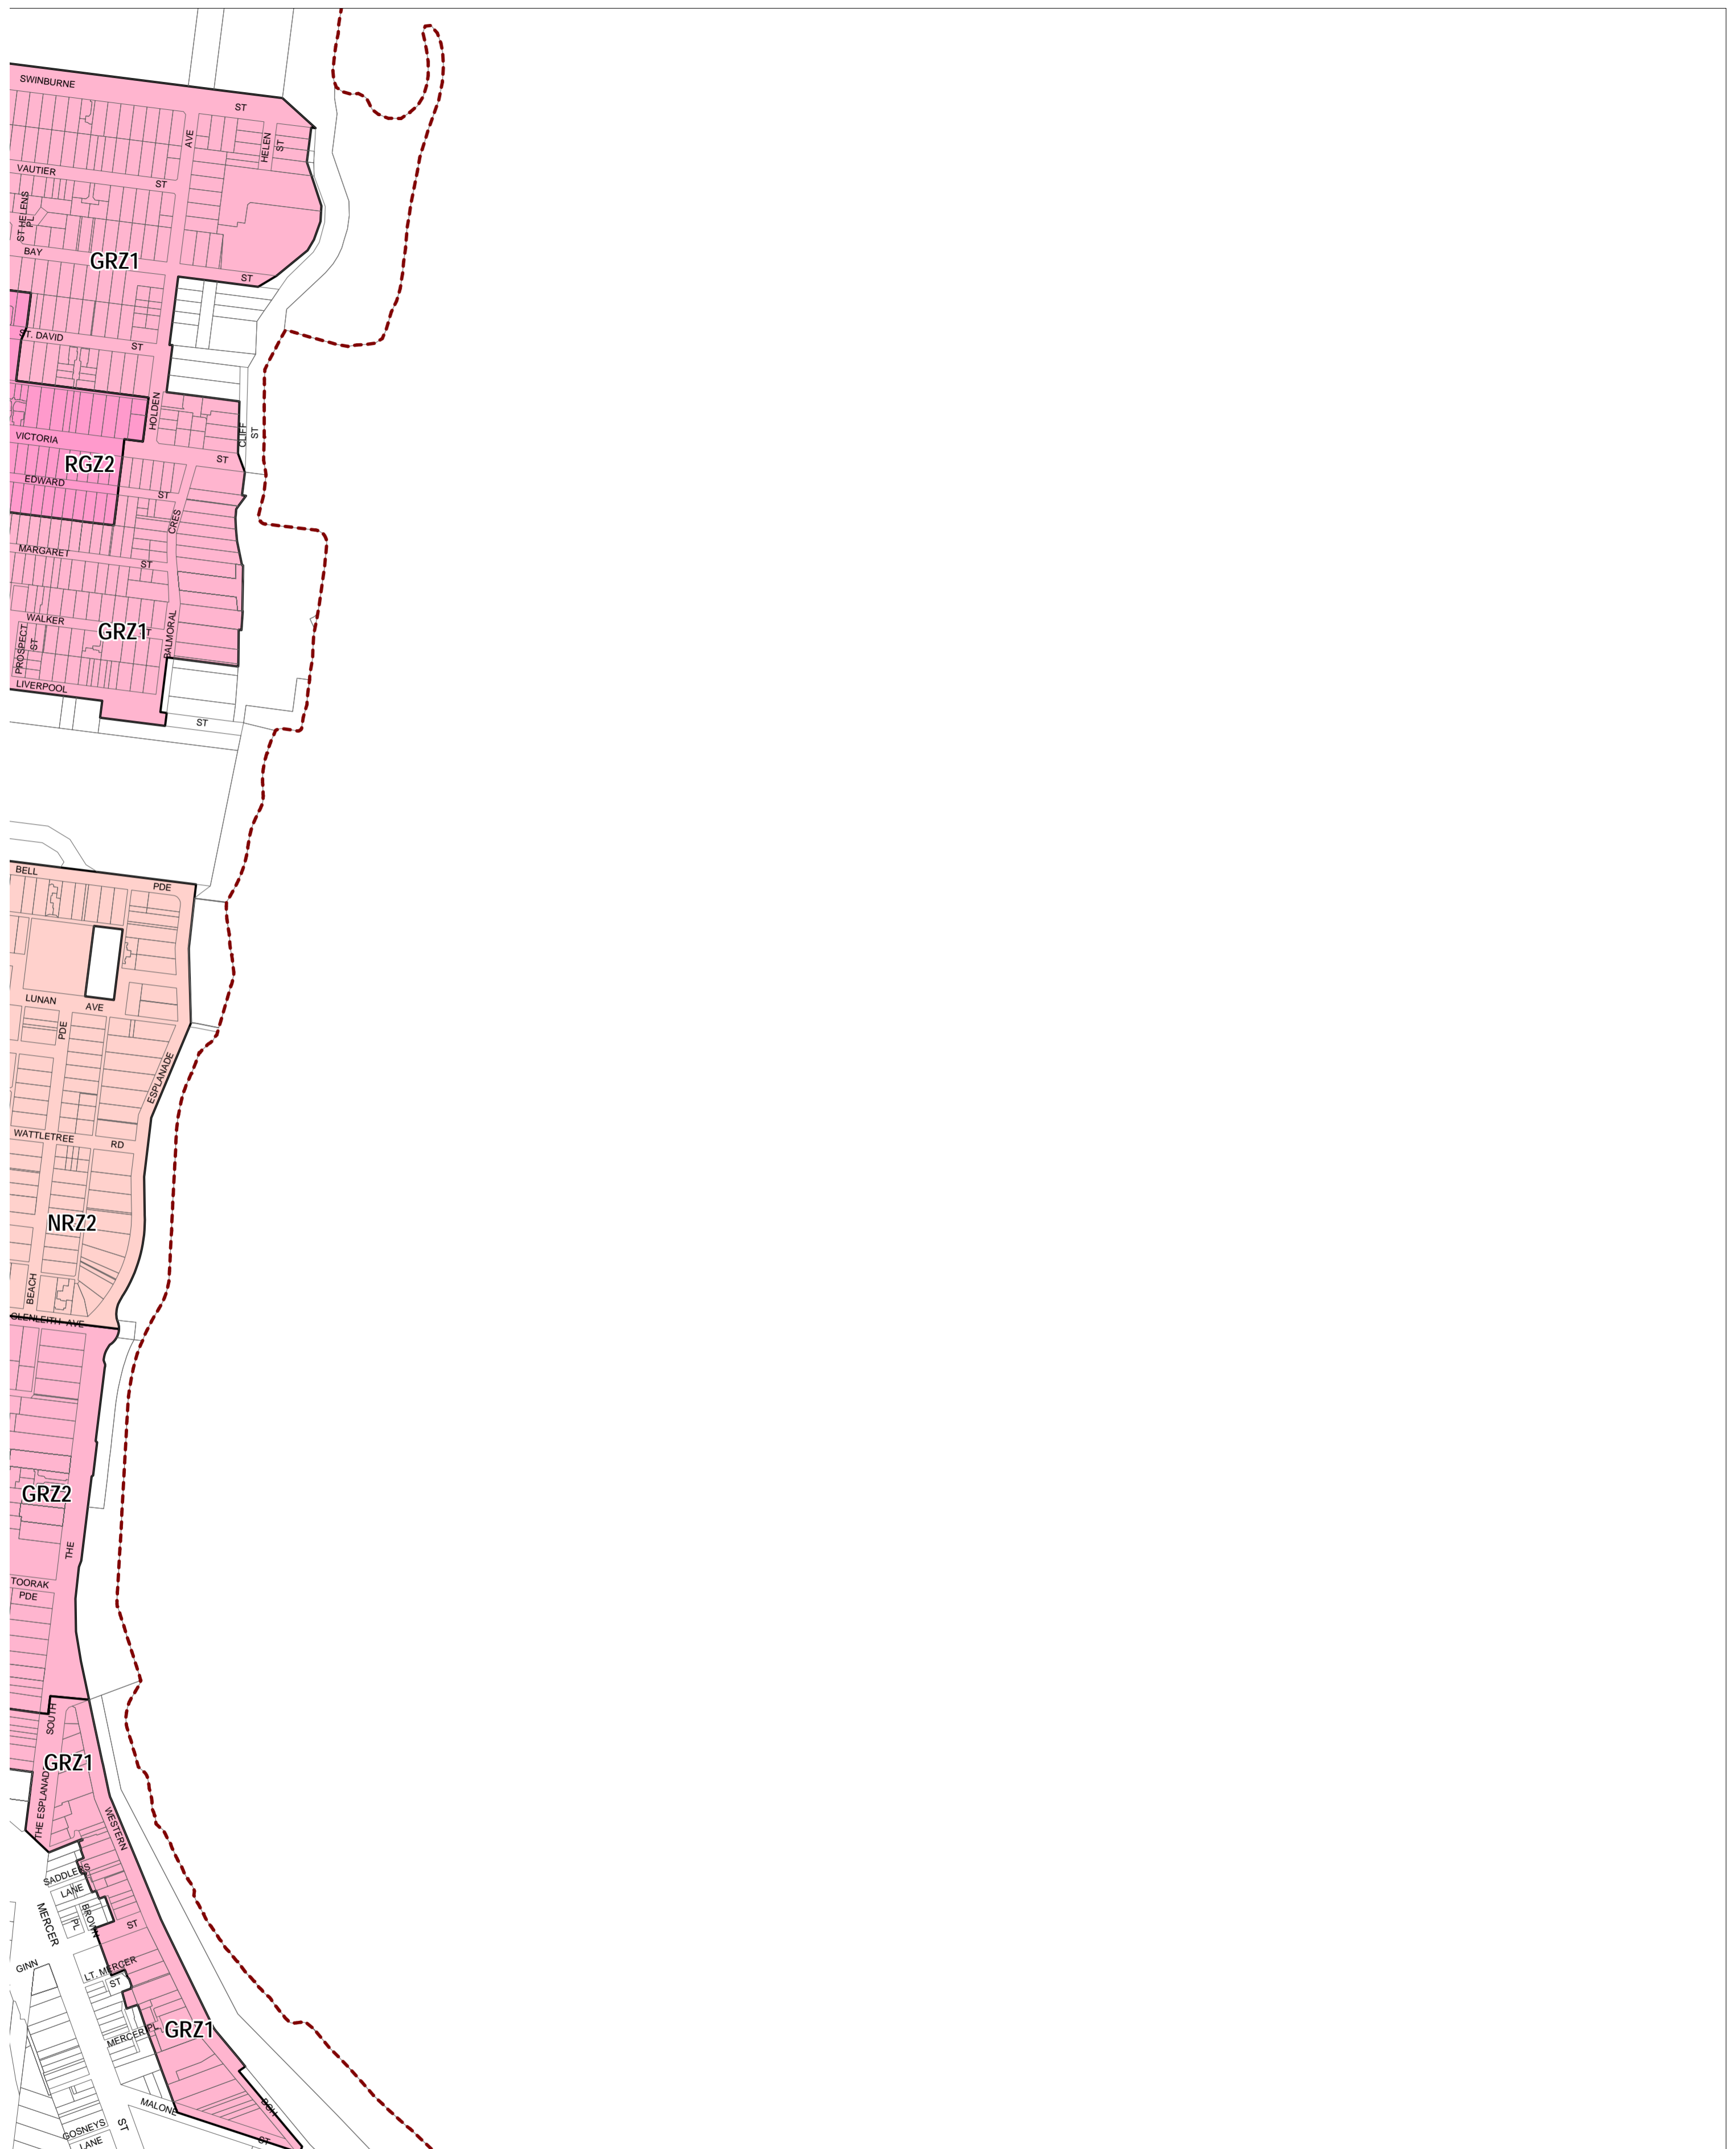 SWINBURNE
ST
AVE
HELEN
ST
VAUTIER
ST
ST HELENS
PL
BAY
GRZ1
ST
ST. DAVID
ST
HOLDEN
CLIFF
ST
VICTORIA
ST
RGZ2
EDWARD
ST
CRES
MARGARET
ST
WALKER
GRZ1
ST
BALMORAL
PROSPECT
ST
LIVERPOOL
ST
BELL
PDE
LUNAN
AVE
PDE
ESPLANADE
WATTLETREE
RD
NRZ2
BEACH
GLENLEITH AVE
GRZ2
THE
TOORAK
PDE
SOUTH
GRZ1
THE ESPLANADE
WESTERN
SADDLERS
LANE
BROWN
PL
MERCER
ST
GINN
LT. MERCER
ST
MERCER PL
GRZ1
BCH
MALONE
ST
GOSNEYS
LANE
ST